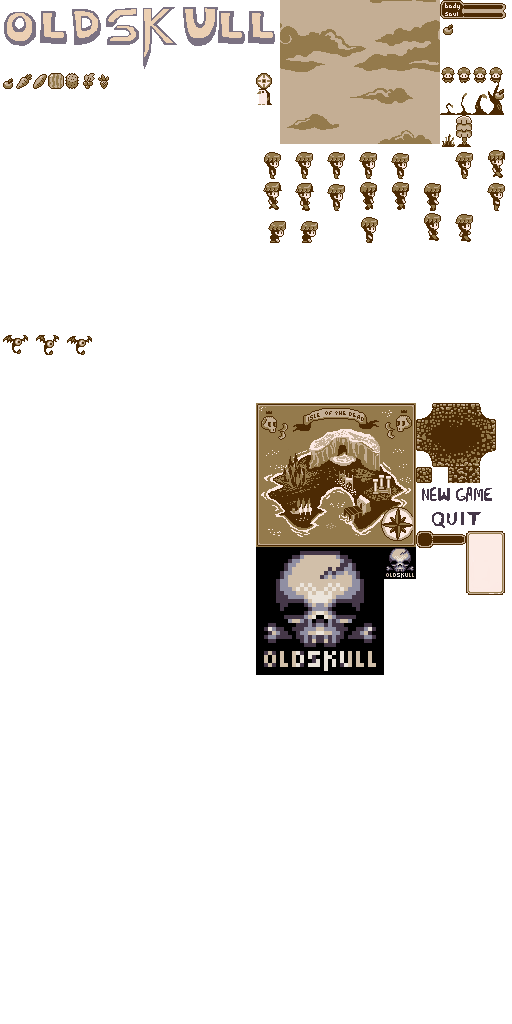 OLDSKULL
body
soul
ISLE OF THE DEAD
NEW GAME
QUIT
OLDSKULL
OLDSKULL